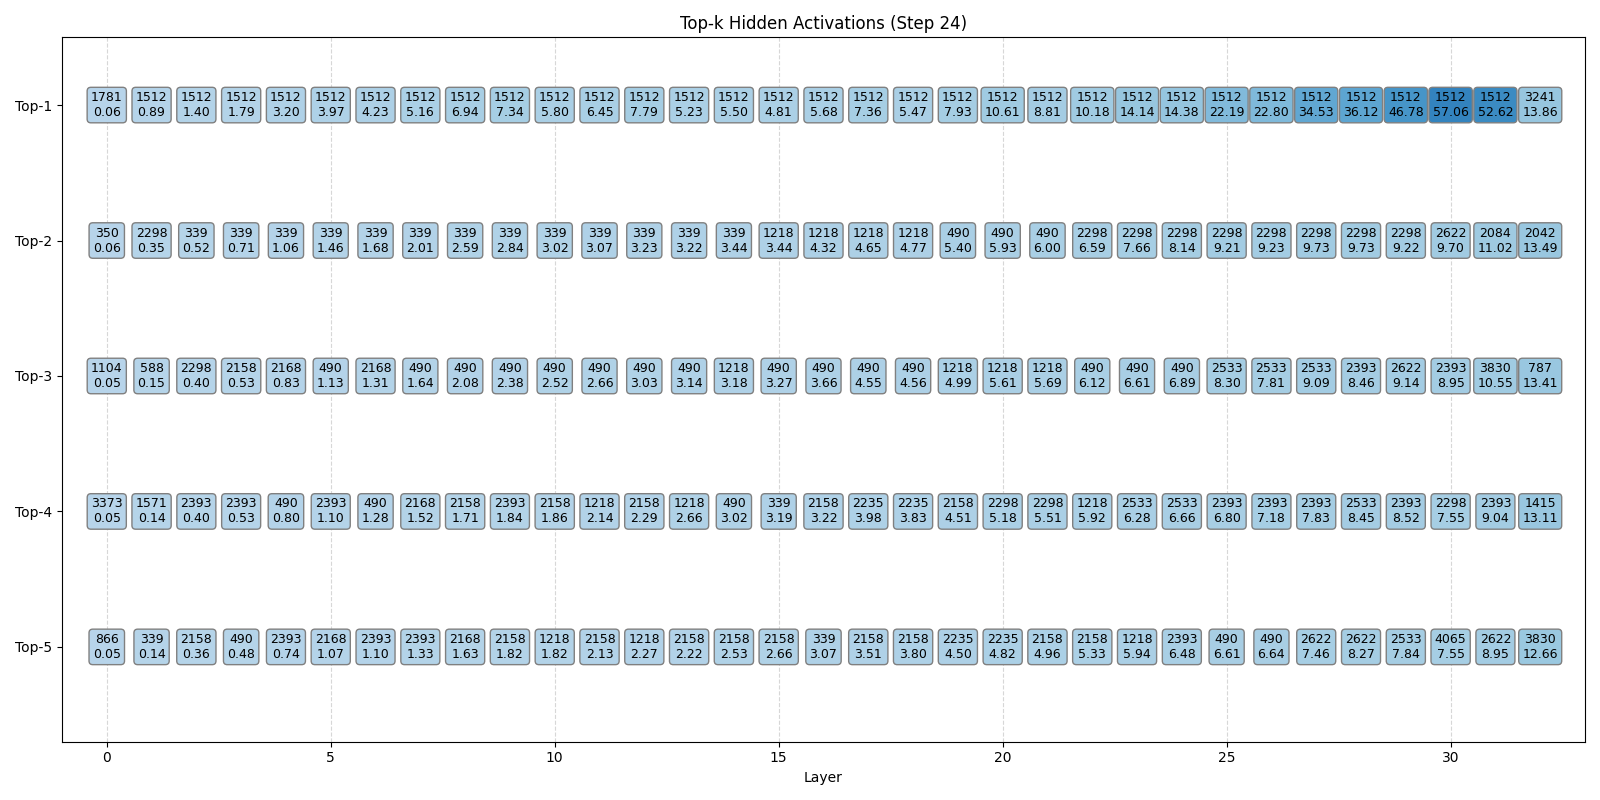 Top-k Hidden Activations (Step 24)
Top-1
1781 1512 1512 1512 1512 1512 1512 1512 1512 1512 1512 1512 1512 1512 1512 1512 1512 1512 1512 1512 1512 1512 1512 1512 1512 1512 1512 1512 1512 1512 1512 1512 3241
0.06 0.89 1.40 1.79 3.20 3.97 4.23 5.16 6.94 7.34 5.80 6.45 7.79 5.23 5.50 4.81 5.68 7.36 5.47 7.93 10.61 8.81 10.18 14.14 14.38 22.19 22.80 34.53 36.12 46.78 57.06 52.62 13.86
Top-2
350 2298 339 339 339 339 339 339 339 339 339 339 339 339 339 1218 1218 1218 1218 490 490 490 2298 2298 2298 2298 2298 2298 2298 2298 2622 2084 2042
0.06 0.35 0.52 0.71 1.06 1.46 1.68 2.01 2.59 2.84 3.02 3.07 3.23 3.22 3.44 3.44 4.32 4.65 4.77 5.40 5.93 6.00 6.59 7.66 8.14 9.21 9.23 9.73 9.73 9.22 9.70 11.02 13.49
Top-3
1104 588 2298 2158 2168 490 2168 490 490 490 490 490 490 490 1218 490 490 490 490 1218 1218 1218 490 490 490 2533 2533 2533 2393 2622 2393 3830 787
0.05 0.15 0.40 0.53 0.83 1.13 1.31 1.64 2.08 2.38 2.52 2.66 3.03 3.14 3.18 3.27 3.66 4.55 4.56 4.99 5.61 5.69 6.12 6.61 6.89 8.30 7.81 9.09 8.46 9.14 8.95 10.55 13.41
Top-4
3373 1571 2393 2393 490 2393 490 2168 2158 2393 2158 1218 2158 1218 490 339 2158 2235 2235 2158 2298 2298 1218 2533 2533 2393 2393 2393 2533 2393 2298 2393 1415
0.05 0.14 0.40 0.53 0.80 1.10 1.28 1.52 1.71 1.84 1.86 2.14 2.29 2.66 3.02 3.19 3.22 3.98 3.83 4.51 5.18 5.51 5.92 6.28 6.66 6.80 7.18 7.83 8.45 8.52 7.55 9.04 13.11
Top-5
866 339 2158 490 2393 2168 2393 2393 2168 2158 1218 2158 1218 2158 2158 2158 339 2158 2158 2235 2235 2158 2158 1218 2393 490 490 2622 2622 2533 4065 2622 3830
0.05 0.14 0.36 0.48 0.74 1.07 1.10 1.33 1.63 1.82 1.82 2.13 2.27 2.22 2.53 2.66 3.07 3.51 3.80 4.50 4.82 4.96 5.33 5.94 6.48 6.61 6.64 7.46 8.27 7.84 7.55 8.95 12.66
0 5 10 15 20 25 30
Layer